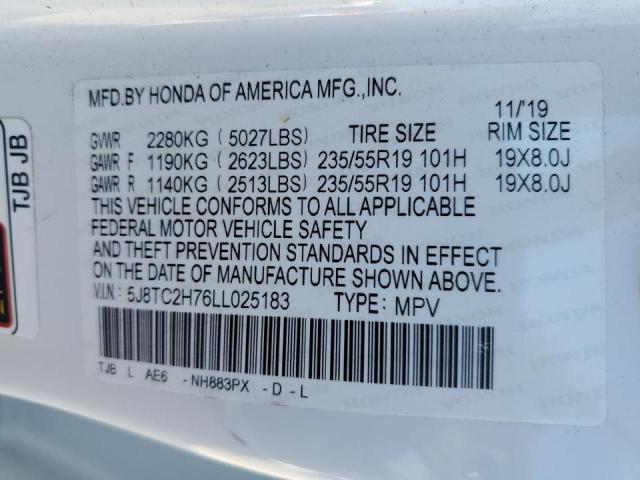 MFD.BY HONDA OF AMERICA MFG.,INC.
11/'19
GVWR 2280KG ( 5027LBS) TIRE SIZE RIM SIZE
GAWR F 1190KG ( 2623LBS) 235/55R19 101H 19X8.0J
GAWR R 1140KG ( 2513LBS) 235/55R19 101H 19X8.0J
THIS VEHICLE CONFORMS TO ALL APPLICABLE
FEDERAL MOTOR VEHICLE SAFETY
AND THEFT PREVENTION STANDARDS IN EFFECT
ON THE DATE OF MANUFACTURE SHOWN ABOVE.
V.I.N.: 5J8TC2H76LL025183 TYPE: MPV
TJB L AE6 -NH883PX -D-L
TJB JB